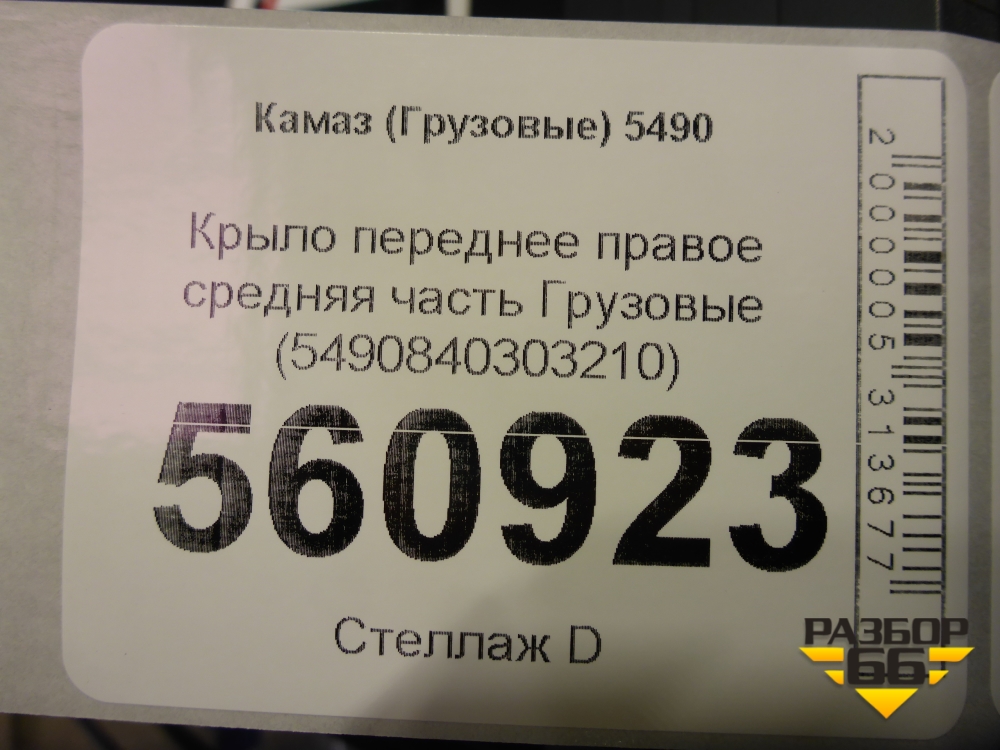 Камаз (Грузовые) 5490
Крыло переднее правое
средняя часть Грузовые
(5490840303210)
560923
Стеллаж D
2000005313677
РАЗБОР
66